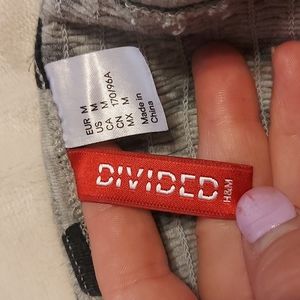 EUR M
US M
CA M
CN 170/96A
MX M
Made in
China
DIVIDED
H&M